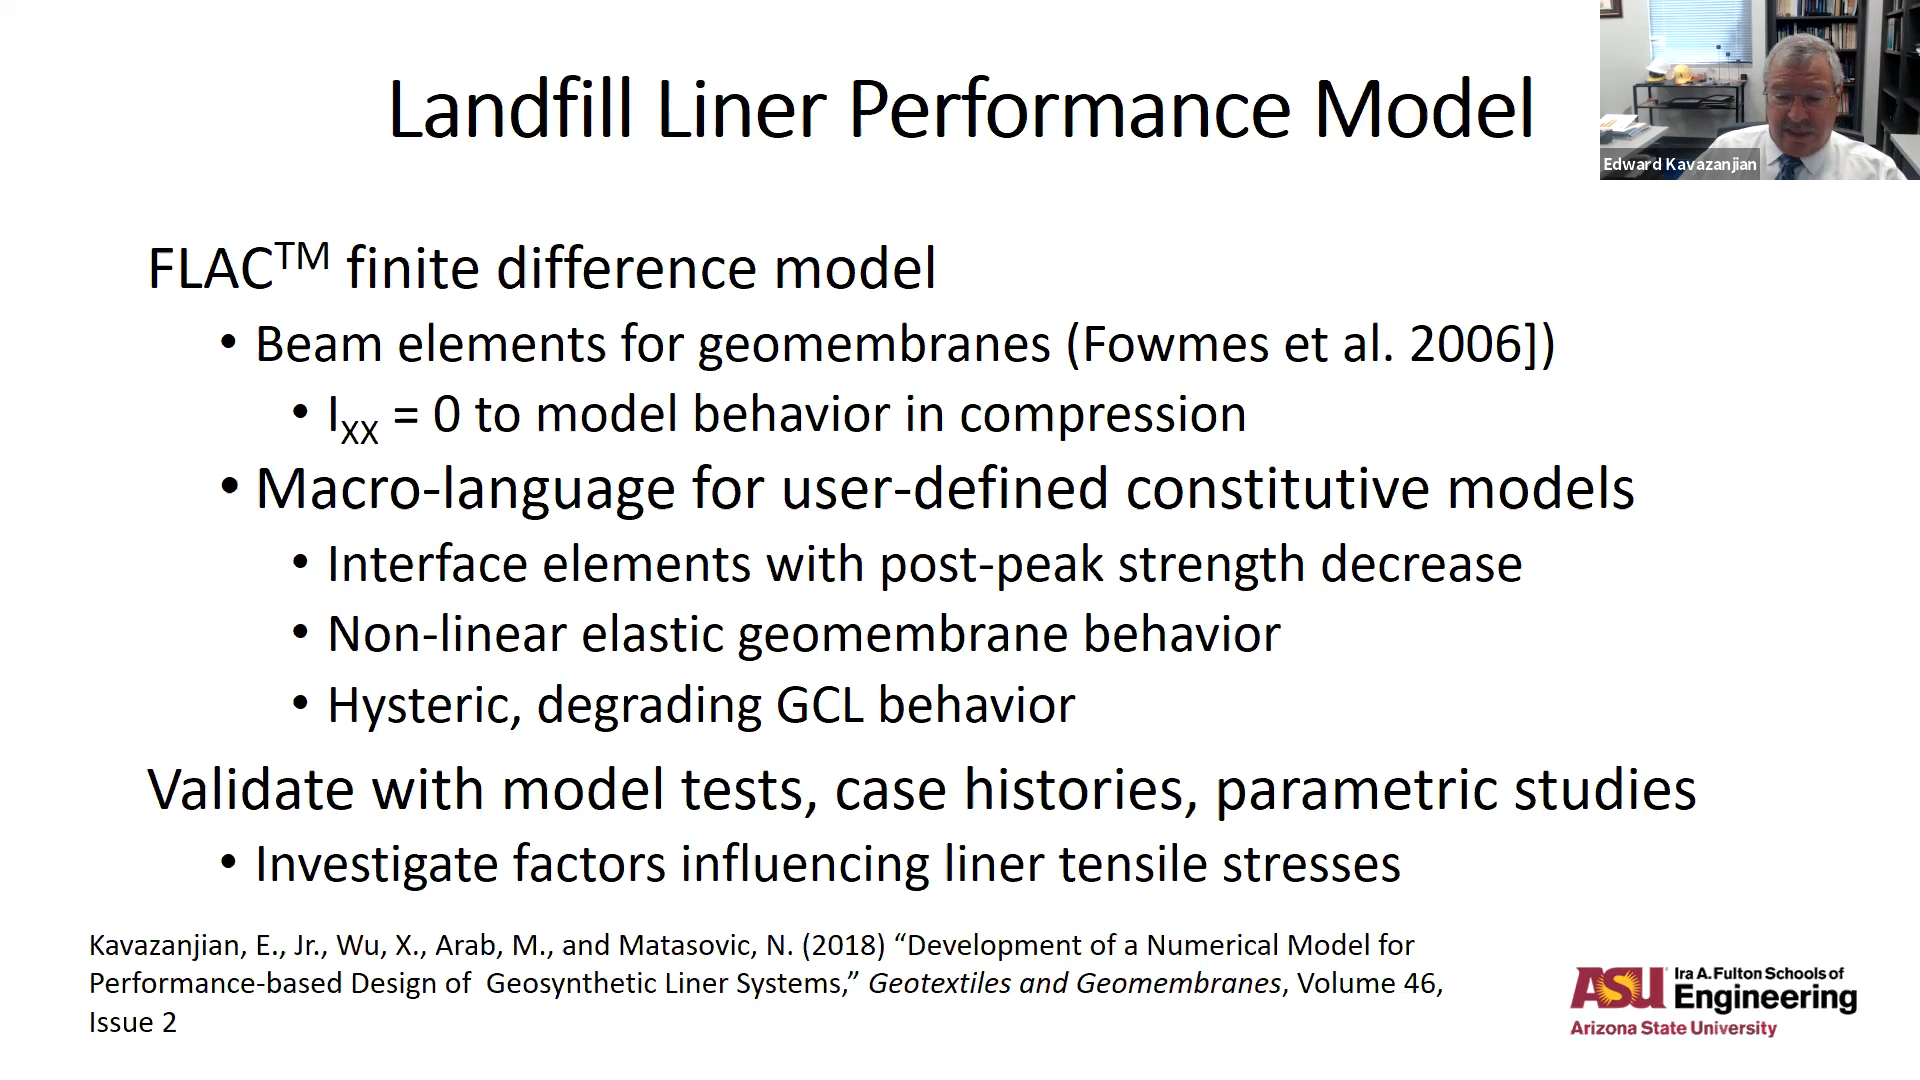 Landfill Liner Performance Model
Edward Kavazanjian
FLACTM finite difference model
• Beam elements for geomembranes (Fowmes et al. 2006])
• IXX = 0 to model behavior in compression
• Macro-language for user-defined constitutive models
• Interface elements with post-peak strength decrease
• Non-linear elastic geomembrane behavior
• Hysteric, degrading GCL behavior
Validate with model tests, case histories, parametric studies
• Investigate factors influencing liner tensile stresses
Kavazanjian, E., Jr., Wu, X., Arab, M., and Matasovic, N. (2018) “Development of a Numerical Model for
Performance-based Design of Geosynthetic Liner Systems,” Geotextiles and Geomembranes, Volume 46,
Issue 2
ASU Ira A. Fulton Schools of
Engineering
Arizona State University